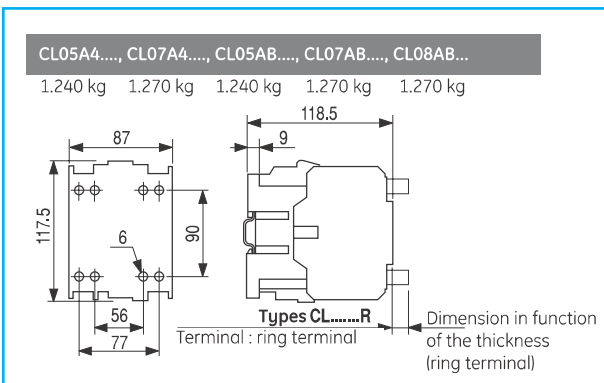 CL05A4...., CL07A4...., CL05AB...., CL07AB...., CL08AB...
1.240 kg 1.270 kg 1.240 kg 1.270 kg 1.270 kg
118.5
87
9
117.5
6
90
56
77
Types CL.......R
Terminal : ring terminal
Dimension in function
of the thickness
(ring terminal)